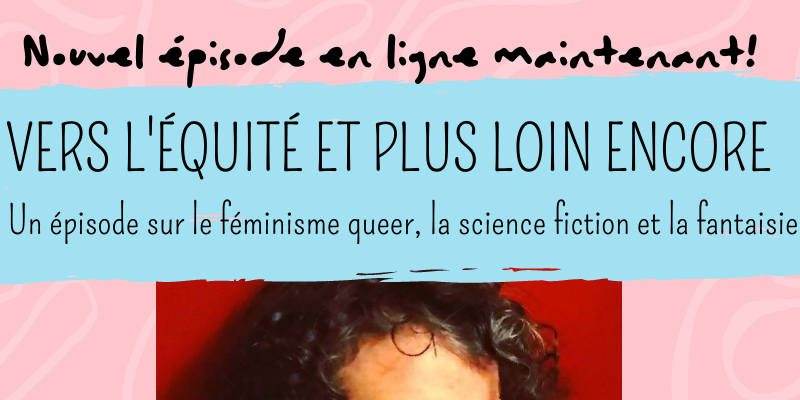 Nouvel épisode en ligne maintenant!
VERS L'ÉQUITÉ ET PLUS LOIN ENCORE
Un épisode sur le féminisme queer, la science fiction et la fantaisie